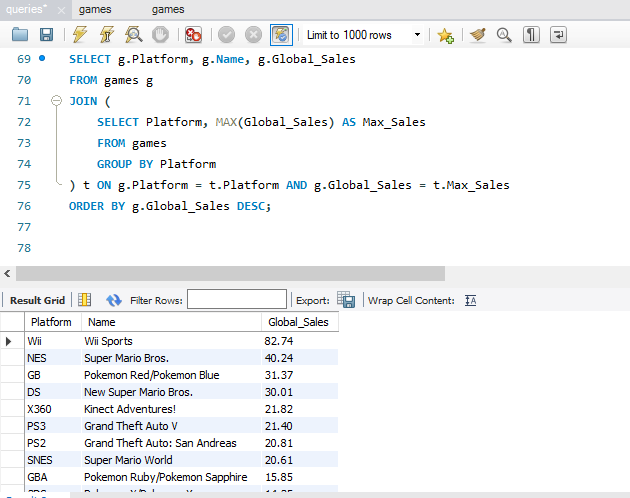 queries* games games
Limit to 1000 rows
69 SELECT g.Platform, g.Name, g.Global_Sales
70 FROM games g
71 JOIN (
72 SELECT Platform, MAX(Global_Sales) AS Max_Sales
73 FROM games
74 GROUP BY Platform
75 ) t ON g.Platform = t.Platform AND g.Global_Sales = t.Max_Sales
76 ORDER BY g.Global_Sales DESC;
77
78
Result Grid Filter Rows: Export: Wrap Cell Content:
Platform Name Global_Sales
Wii Wii Sports 82.74
NES Super Mario Bros. 40.24
GB Pokemon Red/Pokemon Blue 31.37
DS New Super Mario Bros. 30.01
X360 Kinect Adventures! 21.82
PS3 Grand Theft Auto V 21.40
PS2 Grand Theft Auto: San Andreas 20.81
SNES Super Mario World 20.61
GBA Pokemon Ruby/Pokemon Sapphire 15.85